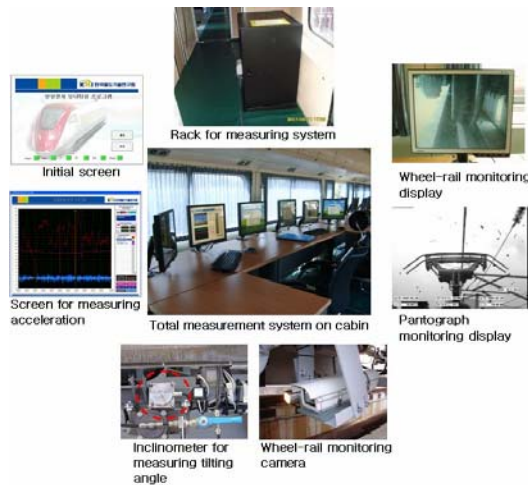 Rack for measuring system
Initial screen
Wheel-rail monitoring
display
Screen for measuring
acceleration
Total measurement system on cabin
Pantograph
monitoring display
Inclinometer for
measuring tilting
angle
Wheel-rail monitoring
camera